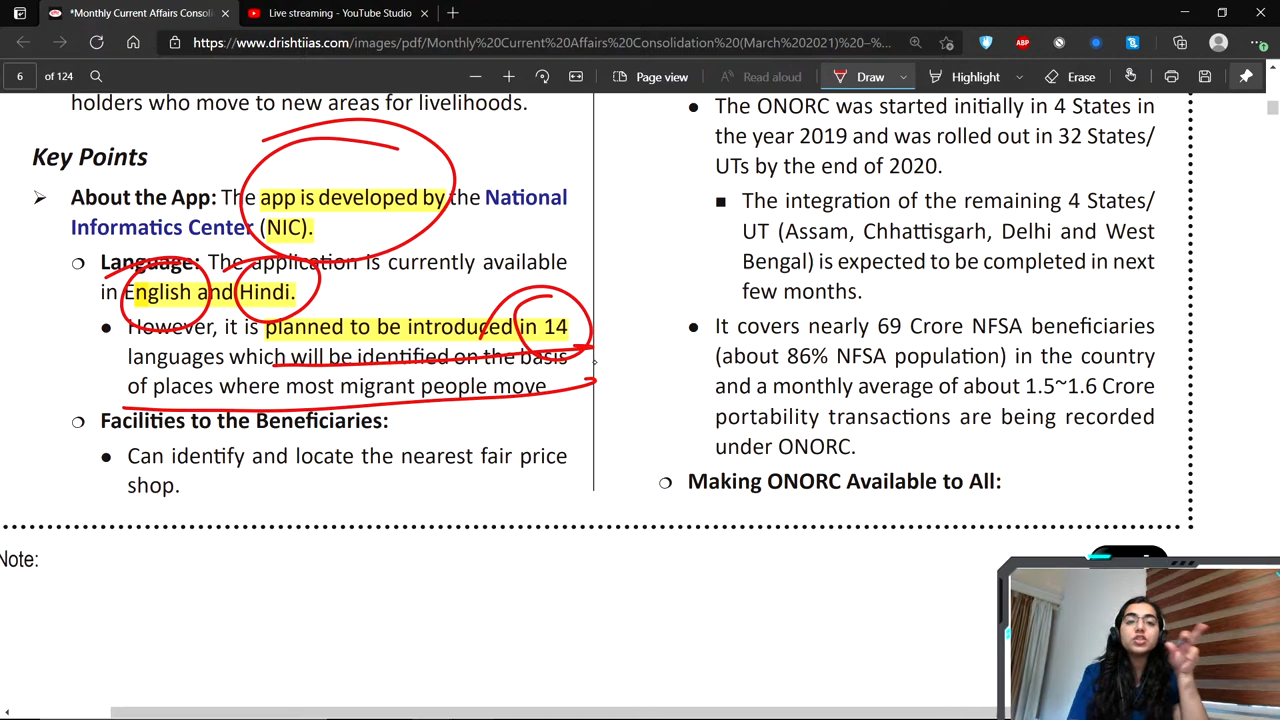 *Monthly Current Affairs Consoli
Live streaming - YouTube Studio
https://www.drishtiias.com/images/pdf/Monthly%20Current%20Affairs%20Consolidation%20(March%202021)%20–%...
6 of 124
Page view
Read aloud
Draw
Highlight
Erase
ABP
holders who move to new areas for livelihoods.
Key Points
About the App: The app is developed by the National
Informatics Center (NIC).
Language: The application is currently available
in English and Hindi.
However, it is planned to be introduced in 14
languages which will be identified on the basis
of places where most migrant people move
Facilities to the Beneficiaries:
Can identify and locate the nearest fair price
shop.
The ONORC was started initially in 4 States in
the year 2019 and was rolled out in 32 States/
UTs by the end of 2020.
The integration of the remaining 4 States/
UT (Assam, Chhattisgarh, Delhi and West
Bengal) is expected to be completed in next
few months.
It covers nearly 69 Crore NFSA beneficiaries
(about 86% NFSA population) in the country
and a monthly average of about 1.5~1.6 Crore
portability transactions are being recorded
under ONORC.
Making ONORC Available to All:
Note: